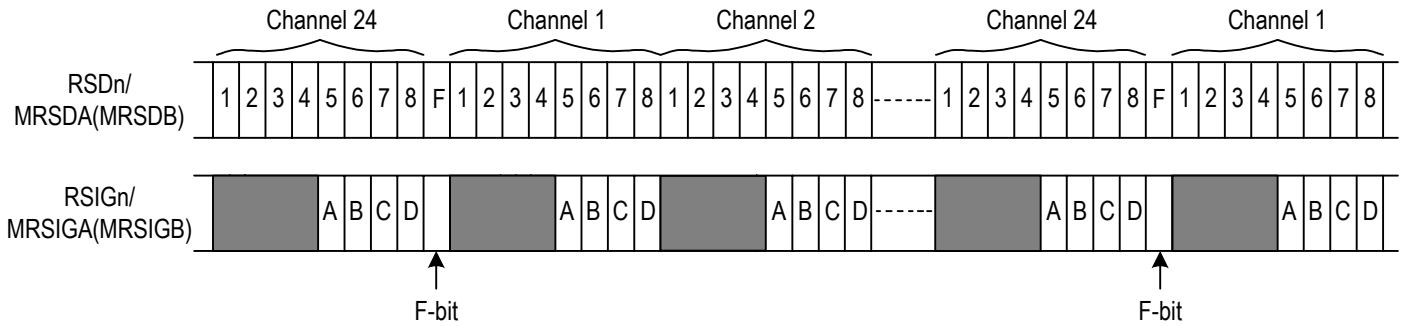 Channel 24 Channel 1 Channel 2 Channel 24 Channel 1
RSDn/
MRSDA(MRSDB)
1 2 3 4 5 6 7 8 F 1 2 3 4 5 6 7 8 1 2 3 4 5 6 7 8 1 2 3 4 5 6 7 8 F 1 2 3 4 5 6 7 8
RSIGn/
MRSIGA(MRSIGB)
A B C D A B C D A B C D A B C D A B C D
F-bit F-bit